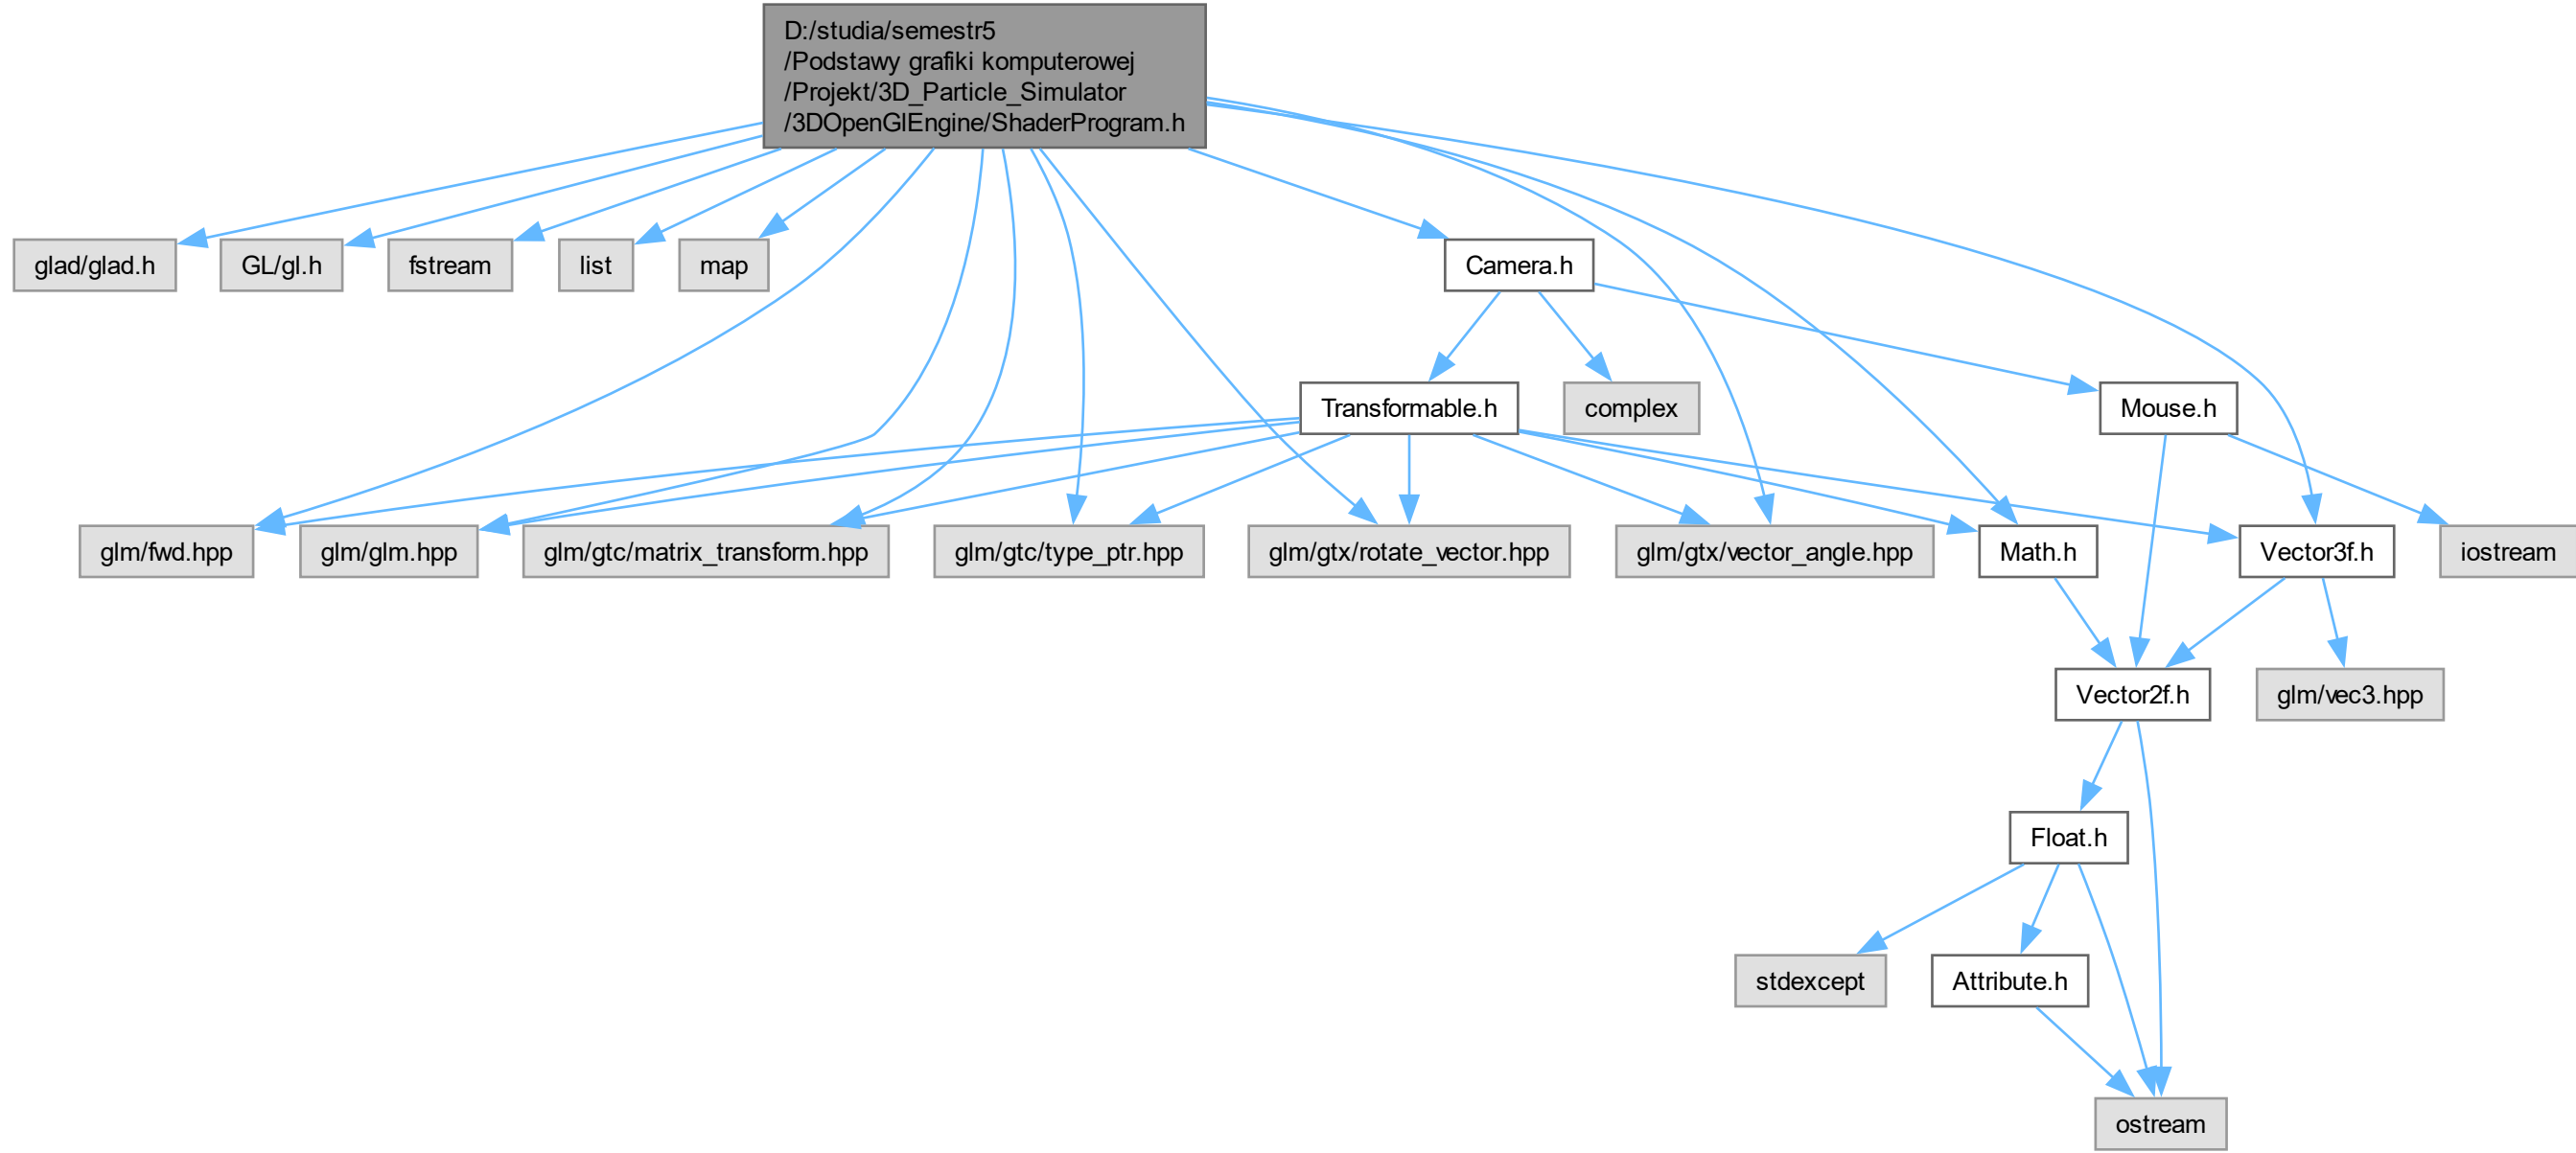 D:/studia/semestr5
/Podstawy grafiki komputerowej
/Projekt/3D_Particle_Simulator
/3DOpenGlEngine/ShaderProgram.h
glad/glad.h
GL/gl.h
fstream
list
map
Camera.h
Transformable.h
complex
Mouse.h
glm/fwd.hpp
glm/glm.hpp
glm/gtc/matrix_transform.hpp
glm/gtc/type_ptr.hpp
glm/gtx/rotate_vector.hpp
glm/gtx/vector_angle.hpp
Math.h
Vector3f.h
iostream
Vector2f.h
glm/vec3.hpp
Float.h
stdexcept
Attribute.h
ostream